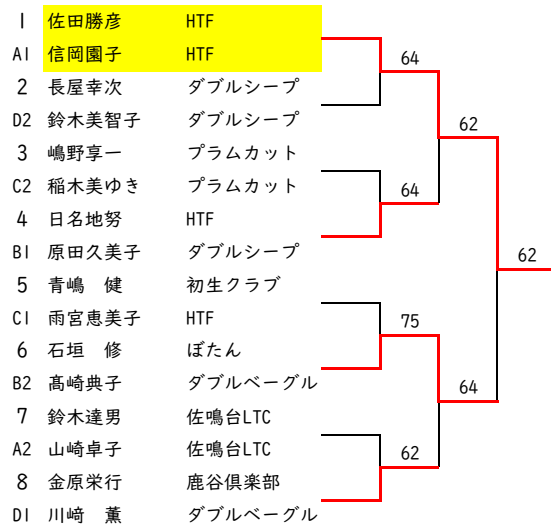 1 佐田勝彦 HTF
A1 信岡園子 HTF
64
2 長屋幸次 ダブルシープ
D2 鈴木美智子 ダブルシープ
62
3 嶋野享一 プラムカット
C2 稲木美ゆき プラムカット
64
4 日名地努 HTF
B1 原田久美子 ダブルシープ
62
5 青嶋 健 初生クラブ
C1 雨宮恵美子 HTF
75
6 石垣 修 ぼたん
B2 髙崎典子 ダブルベーグル
64
7 鈴木達男 佐鳴台LTC
A2 山崎卓子 佐鳴台LTC
62
8 金原栄行 鹿谷倶楽部
D1 川﨑 薫 ダブルベーグル